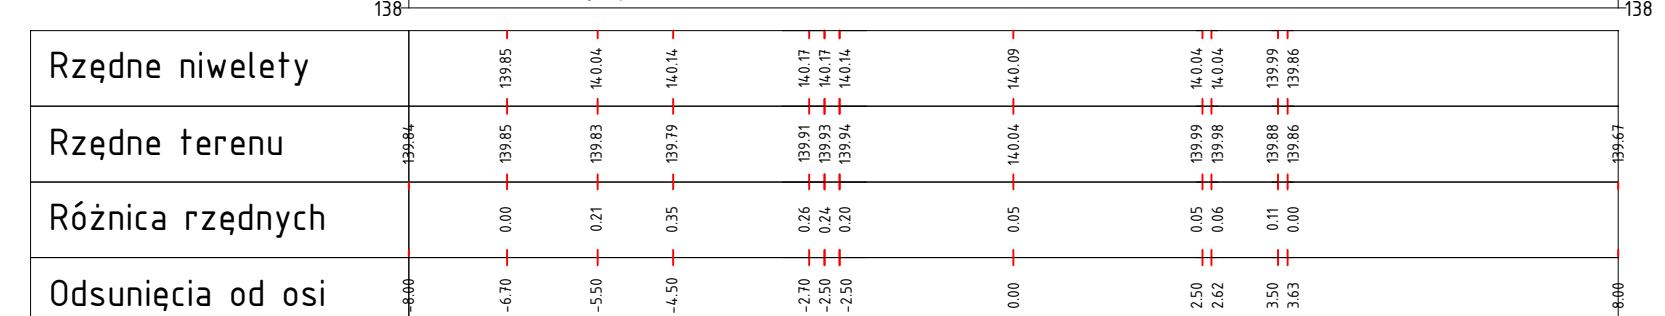 138 138
Rzędne niwelety 139.85 140.04 140.14 140.17 140.17 140.14 140.09 140.04 140.04 139.99 139.86
Rzędne terenu 139.84 139.85 139.83 139.79 139.91 139.93 139.94 140.04 139.99 139.98 139.88 139.86 139.67
Różnica rzędnych 0.00 0.21 0.35 0.26 0.24 0.20 0.05 0.05 0.06 0.11 0.00
Odsunięcia od osi -8.00 -6.70 -5.50 -4.50 -2.70 -2.50 -2.50 0.00 2.50 2.62 3.50 3.63 8.00